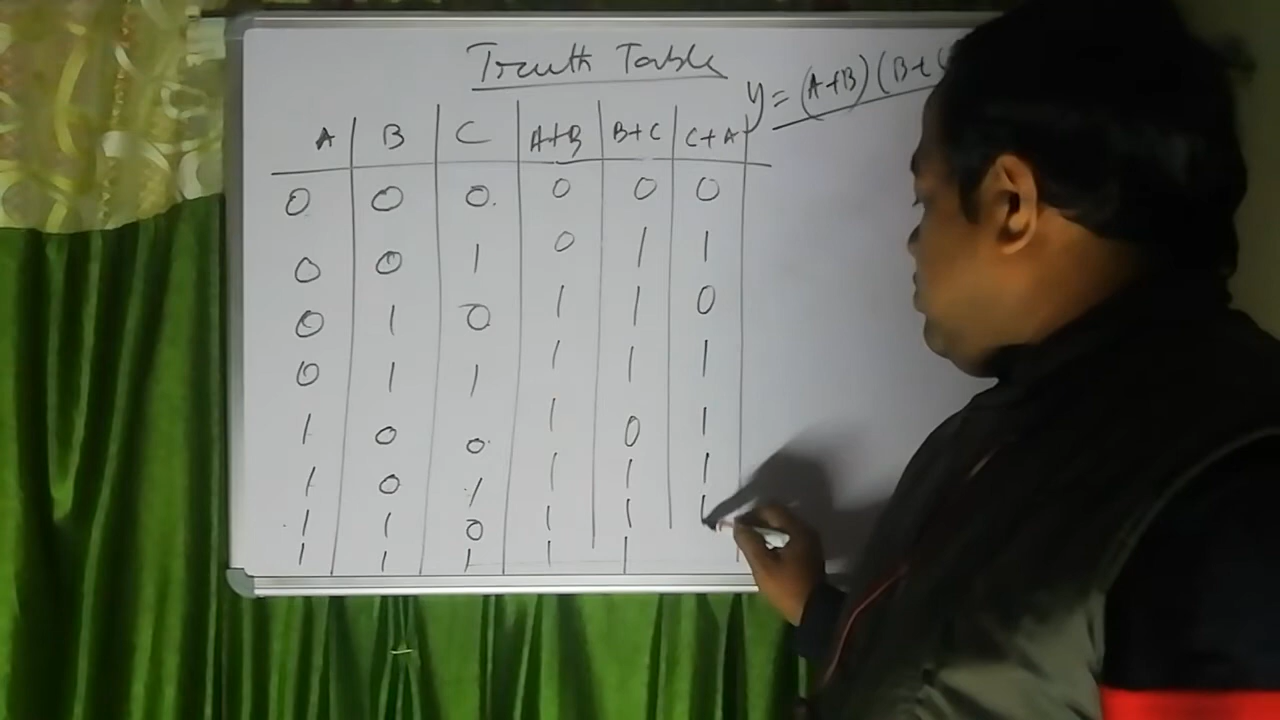 Truth Table
y = (A+B) (B+C
A B C A+B B+C C+A
0 0 0 0 0 0
0 0 1 0 1 1
0 1 0 1 1 0
0 1 1 1 1 1
1 0 0 1 0 1
1 0 1 1 1 1
1 1 0 1 1 1
1 1 1 1 1